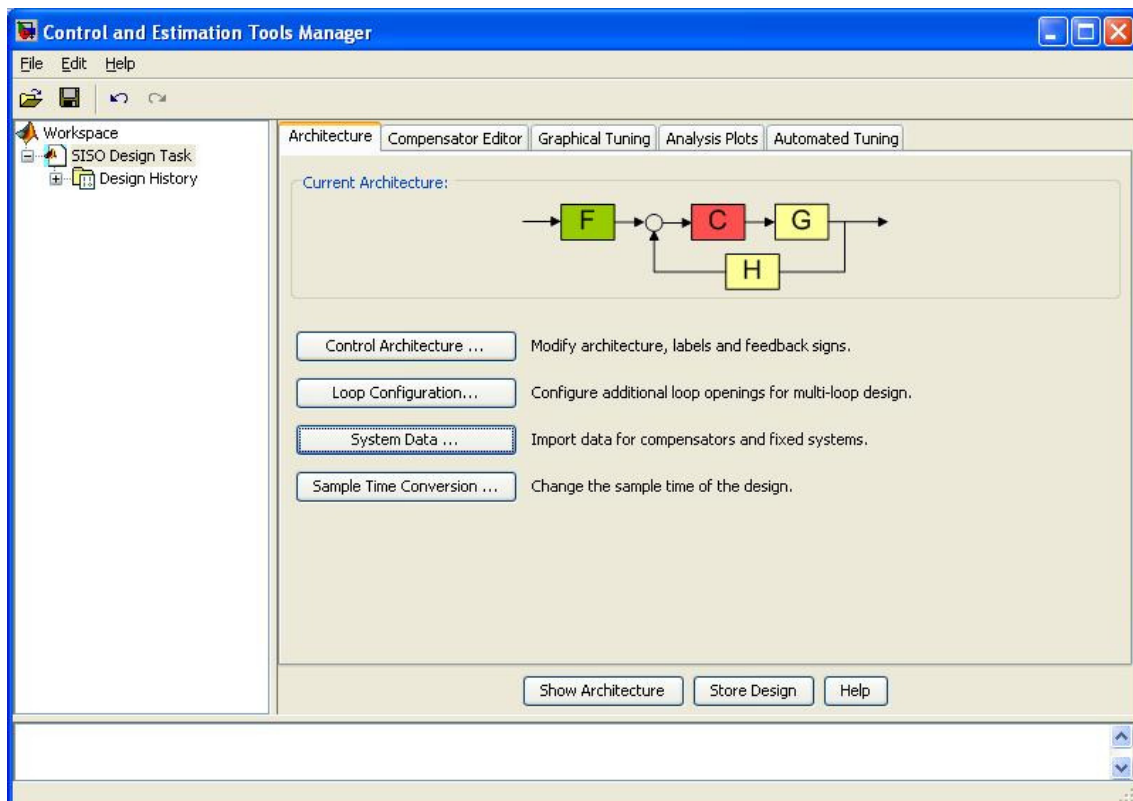 Control and Estimation Tools Manager
File Edit Help
Workspace
SISO Design Task
Design History
Architecture Compensator Editor Graphical Tuning Analysis Plots Automated Tuning
Current Architecture:
F C G
H
Control Architecture ... Modify architecture, labels and feedback signs.
Loop Configuration... Configure additional loop openings for multi-loop design.
System Data ... Import data for compensators and fixed systems.
Sample Time Conversion ... Change the sample time of the design.
Show Architecture Store Design Help